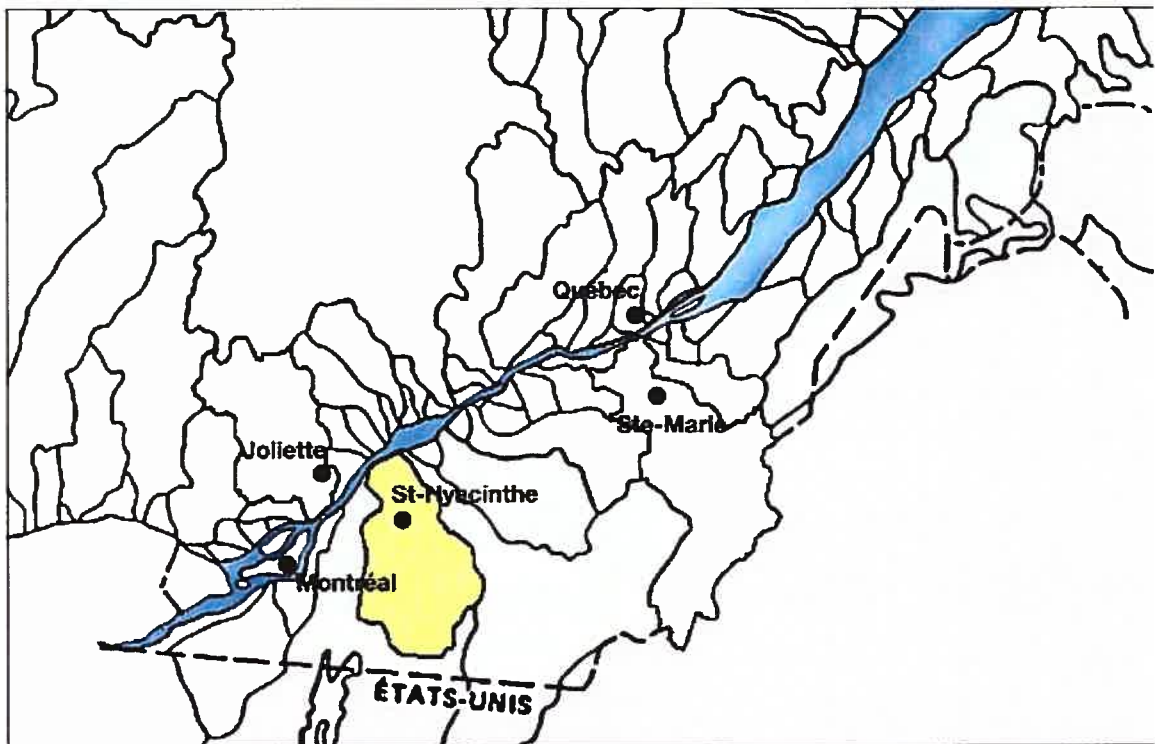 Québec
Ste-Marie
Joliette
St-Hyacinthe
Montréal
ÉTATS-UNIS